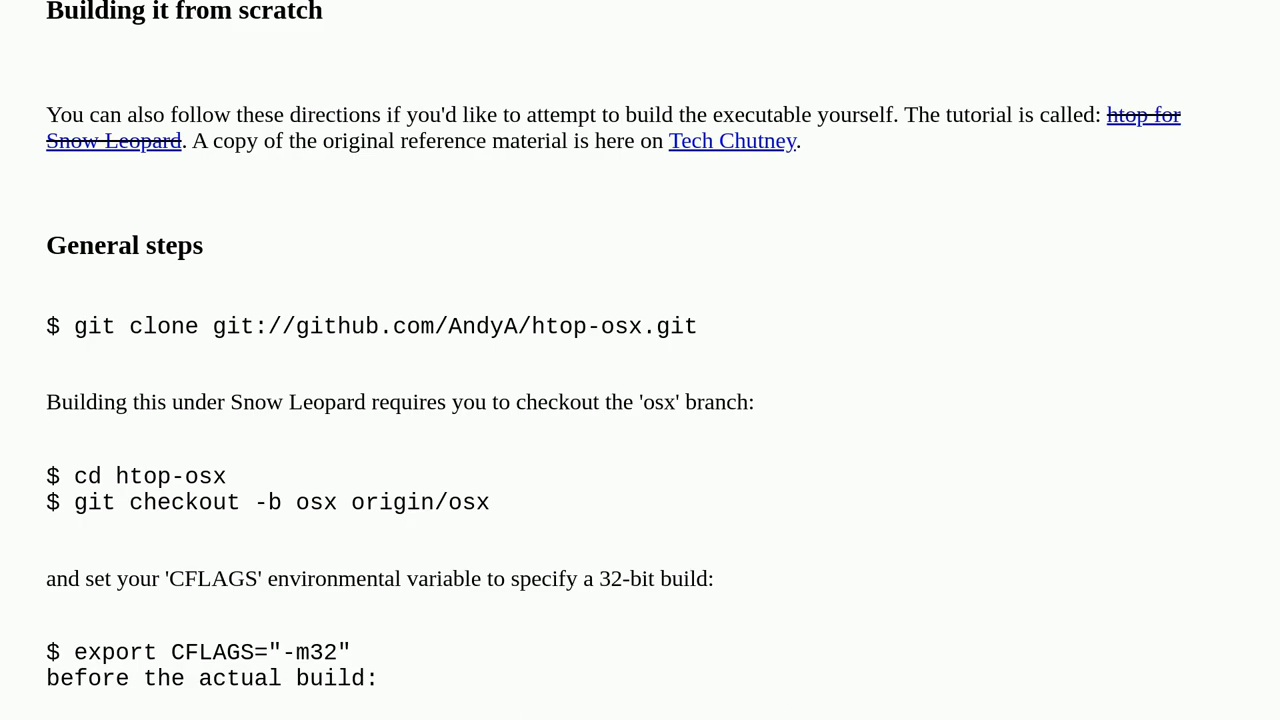 Building it from scratch
You can also follow these directions if you'd like to attempt to build the executable yourself. The tutorial is called: htop for
Snow Leopard. A copy of the original reference material is here on Tech Chutney.
General steps
$ git clone git://github.com/AndyA/htop-osx.git
Building this under Snow Leopard requires you to checkout the 'osx' branch:
$ cd htop-osx
$ git checkout -b osx origin/osx
and set your 'CFLAGS' environmental variable to specify a 32-bit build:
$ export CFLAGS="-m32"
before the actual build: